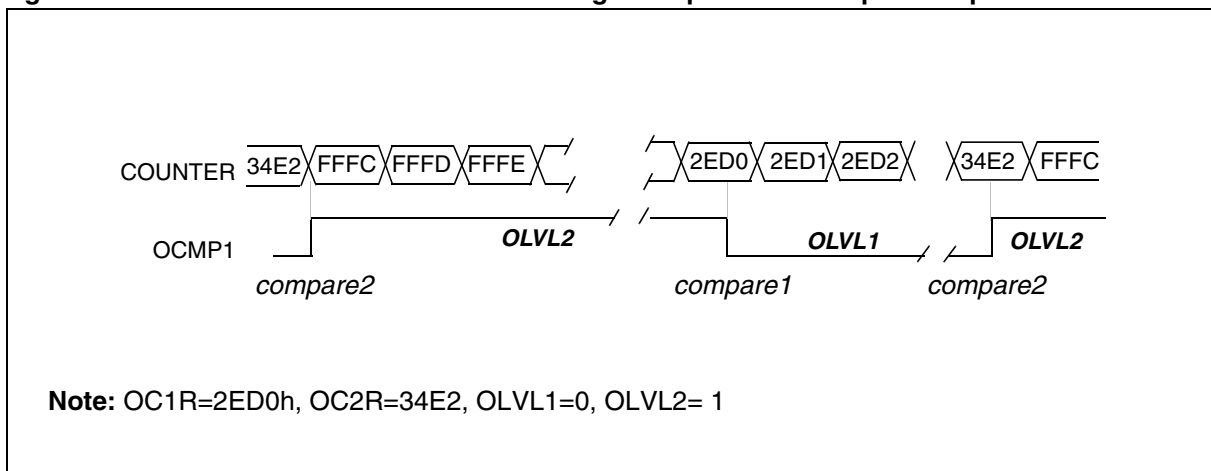 COUNTER 34E2 FFFC FFFD FFFE 2ED0 2ED1 2ED2 34E2 FFFC
OCMP1 OLVL2 OLVL1 OLVL2
compare2 compare1 compare2
Note: OC1R=2ED0h, OC2R=34E2, OLVL1=0, OLVL2= 1